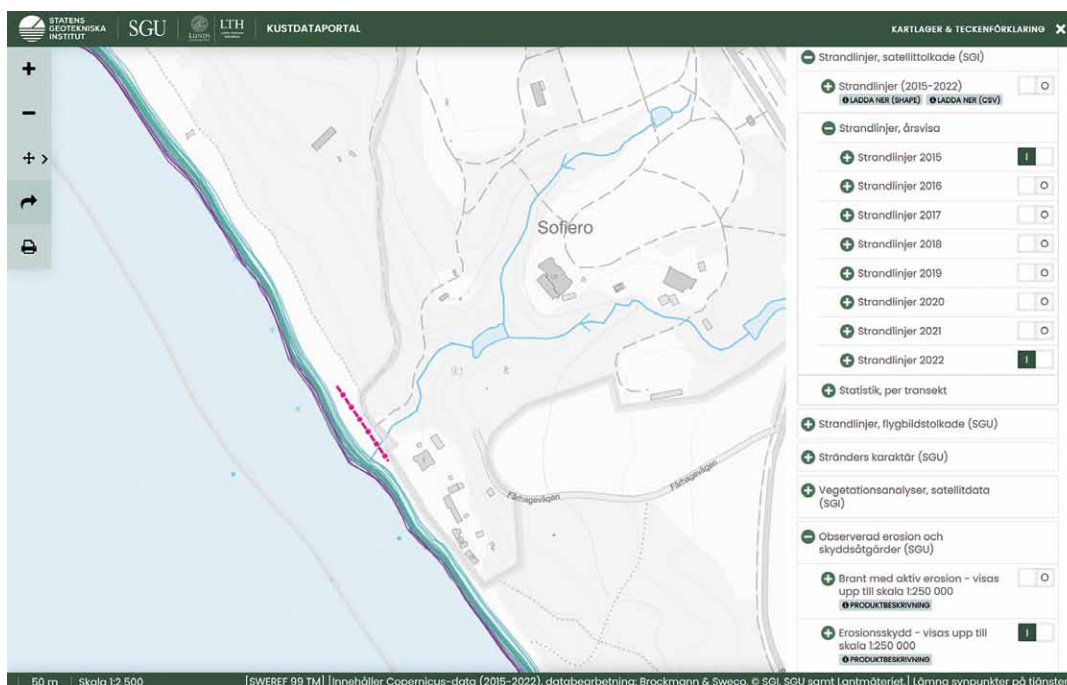 STATENS
GEOTEKNISKA
INSTITUT
SGU
LUNDS
LTH
KUSTDATAPORTAL
KARTLAGER & TECKENFÖRKLARING
Strandlinjer, satellittolkade (SGI)
Strandlinjer (2015-2022)
LADDA NER (SHAPE) LADDA NER (CSV)
Strandlinjer, årsvisa
Strandlinjer 2015
Strandlinjer 2016
Strandlinjer 2017
Strandlinjer 2018
Strandlinjer 2019
Strandlinjer 2020
Strandlinjer 2021
Strandlinjer 2022
Statistik, per transekt
Strandlinjer, flygbildstolkade (SGU)
Stränders karaktär (SGU)
Vegetationsanalyser, satellitdata
(SGI)
Observerad erosion och
skyddsåtgärder (SGU)
Brant med aktiv erosion - visas
upp till skala 1:250 000
PRODUKTBESKRIVNING
Erosionsskydd - visas upp till
skala 1:250 000
PRODUKTBESKRIVNING
Sofiero
Fårhagevägen
Fårhagevägen
50 m Skala 1:2 500 [SWEREF 99 TM] [Innehåller Copernicus-data (2015-2022), databearbetning: Brockmann & Sweco. © SGI, SGU samt Lantmäteriet.] Lämna synpunkter på tjänsten